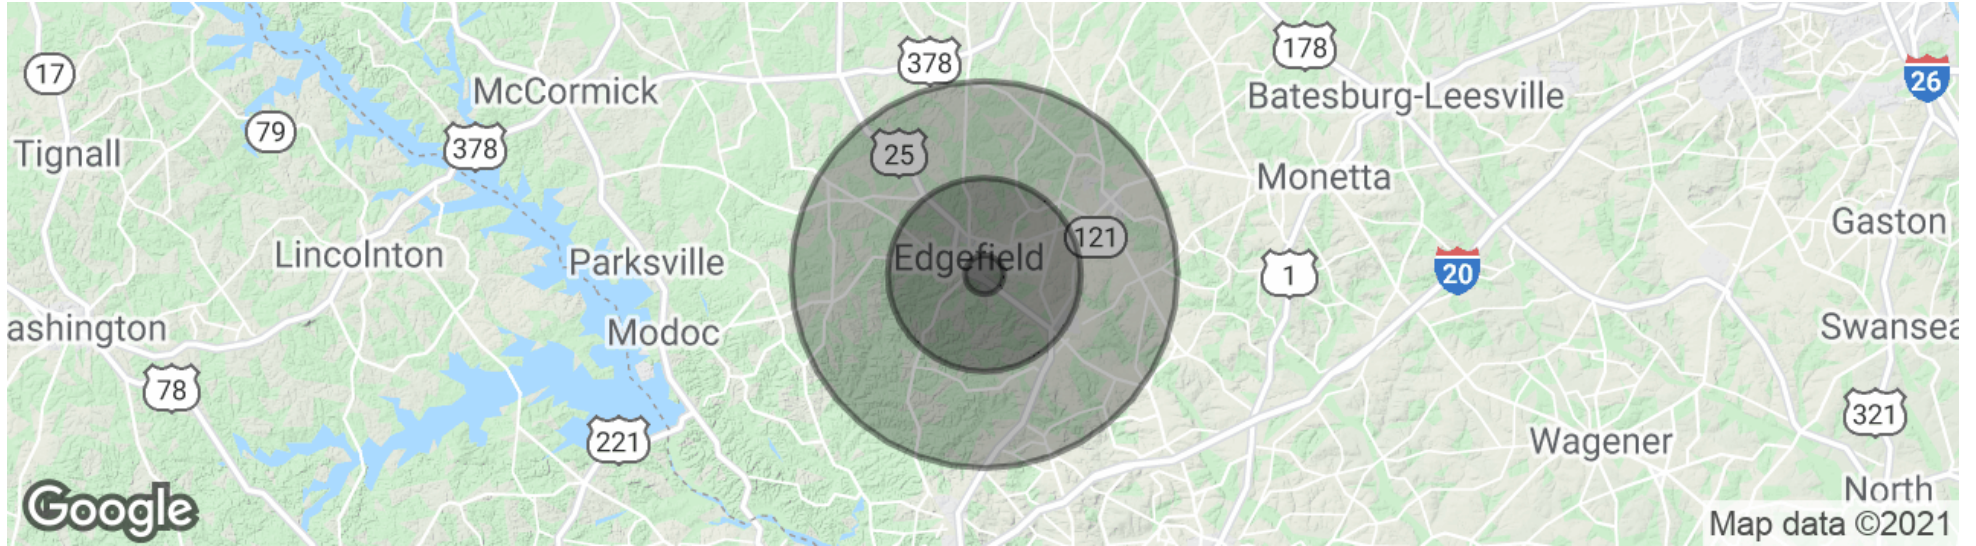 378
178
17
26
McCormick
Batesburg-Leesville
79
378
25
Tignall
Monetta
121
Gaston
Lincolnton
Parksville
Edgefield
1
20
ashington
Modoc
Swansea
78
321
221
Wagener
North
Google
Map data ©2021